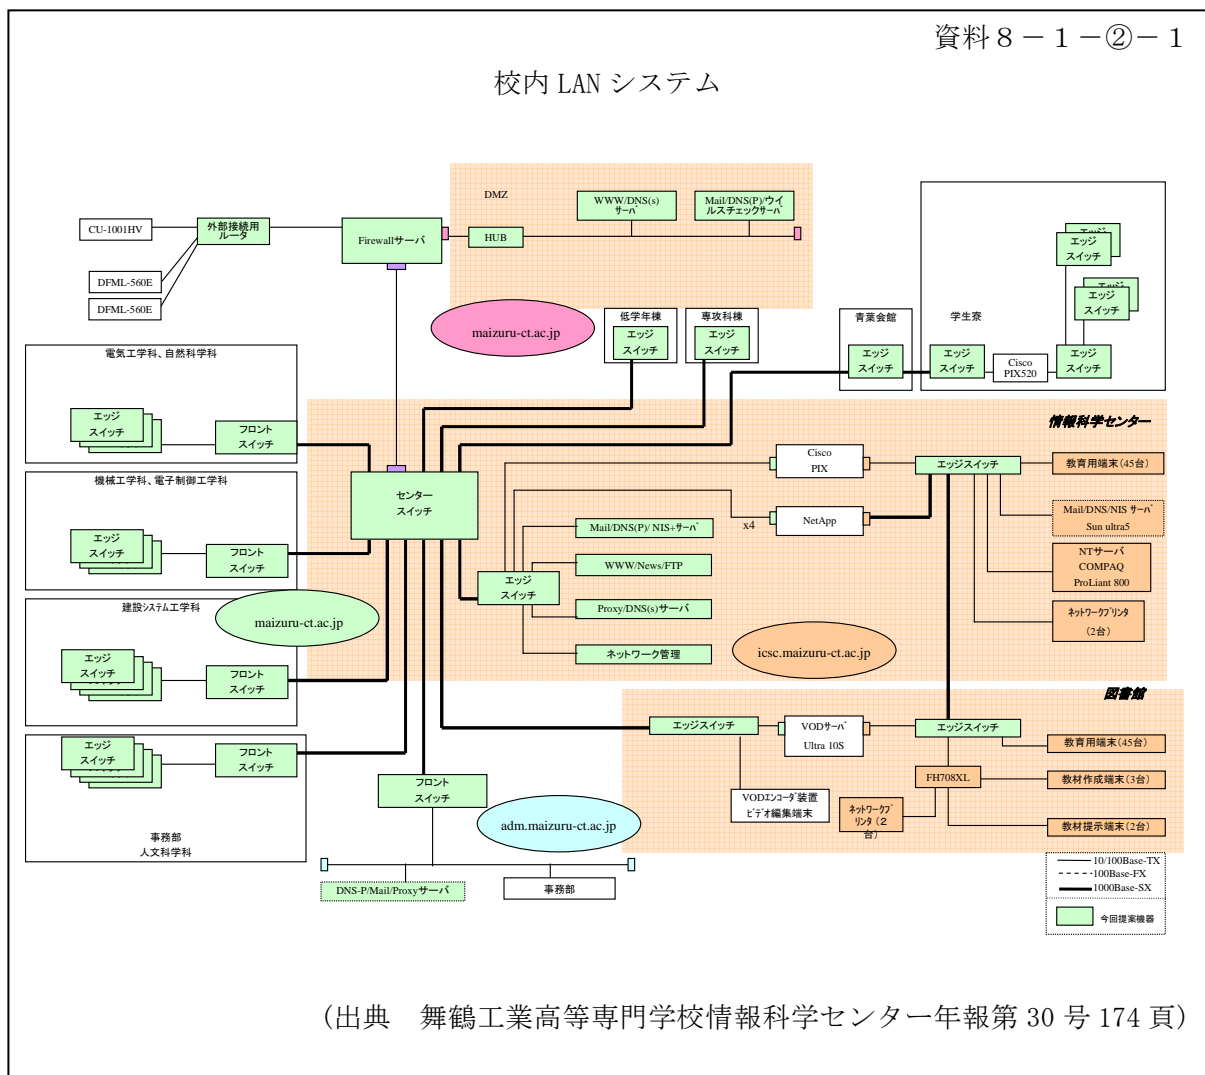 資料８－１－②－１
校内 LAN システム
DMZ
WWW/DNS(s)
サーバ
Mail/DNS(P)/ウイ
ルスチェックサーバ
CU-1001HV
外部接続用
ルータ
Firewallサーバ
HUB
DFML-560E
DFML-560E
maizuru-ct.ac.jp
低学年棟
エッジ
スイッチ
専攻科棟
エッジ
スイッチ
青葉会館
エッジ
スイッチ
学生寮
エッジ
エッジ
スイッチ
エッジ
エッジ
スイッチ
エッジ
スイッチ
Cisco
PIX520
エッジ
スイッチ
電気工学科、自然科学科
エッジ
スイッチ
フロント
スイッチ
機械工学科、電子制御工学科
エッジ
スイッチ
フロント
スイッチ
建設システム工学科
エッジ
スイッチ
フロント
スイッチ
エッジ
スイッチ
フロント
スイッチ
事務部
人文科学科
maizuru-ct.ac.jp
センター
スイッチ
情報科学センター
Cisco
PIX
エッジスイッチ
教育用端末（45台）
x4
NetApp
Mail/DNS/NIS サーバ
Sun ultra5
Mail/DNS(P)/ NIS+サーバ
WWW/News/FTP
エッジ
スイッチ
Proxy/DNS(s)サーバ
ネットワーク管理
NTサーバ
COMPAQ
ProLiant 800
ネットワークプリンタ
（2台）
icsc.maizuru-ct.ac.jp
図書館
エッジスイッチ
VODサーバ
Ultra 10S
エッジスイッチ
教育用端末（45台）
FH708XL
教材作成端末（3台）
VODエンコーダ装置
ビデオ編集端末
ネットワークプ
リンタ（２
台）
教材提示端末（2台）
フロント
スイッチ
adm.maizuru-ct.ac.jp
DNS-P/Mail/Proxyサーバ
事務部
10/100Base-TX
100Base-FX
1000Base-SX
今回提案機器
（出典　舞鶴工業高等専門学校情報科学センター年報第 30 号 174 頁）